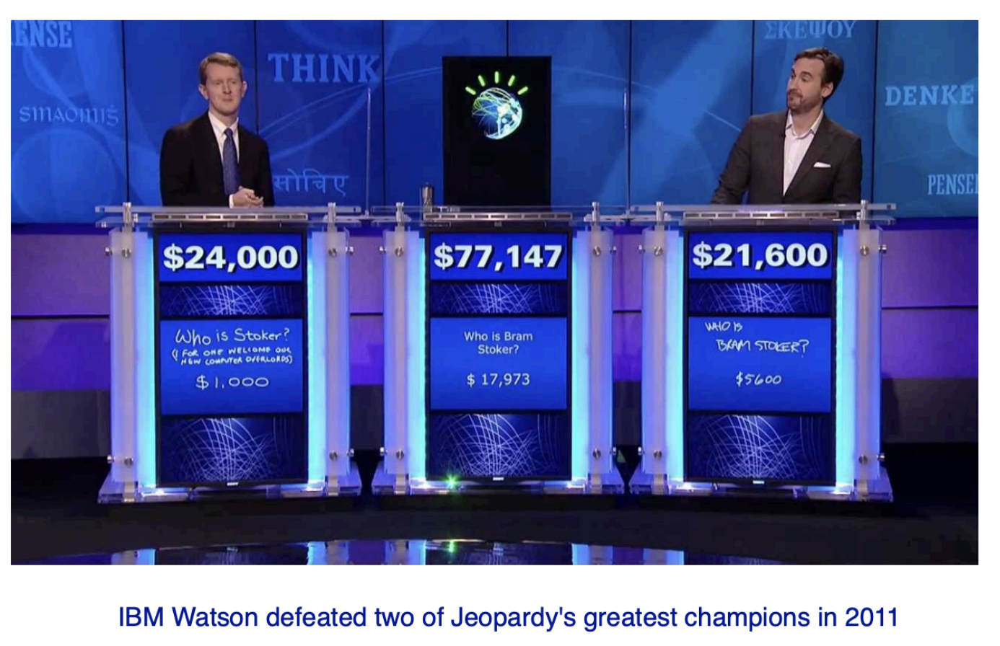 ENSE
THINK
ΣΚΕΨΟΥ
DENKE
सोचिए
PENSE
$24,000
$77,147
$21,600
Who is Stoker?
(I FOR ONE WELCOME OUR
NEW COMPUTER OVERLORDS)
$1,000
Who is Bram
Stoker?
$ 17,973
WHO IS
BRAM STOKER?
$5600
IBM Watson defeated two of Jeopardy's greatest champions in 2011